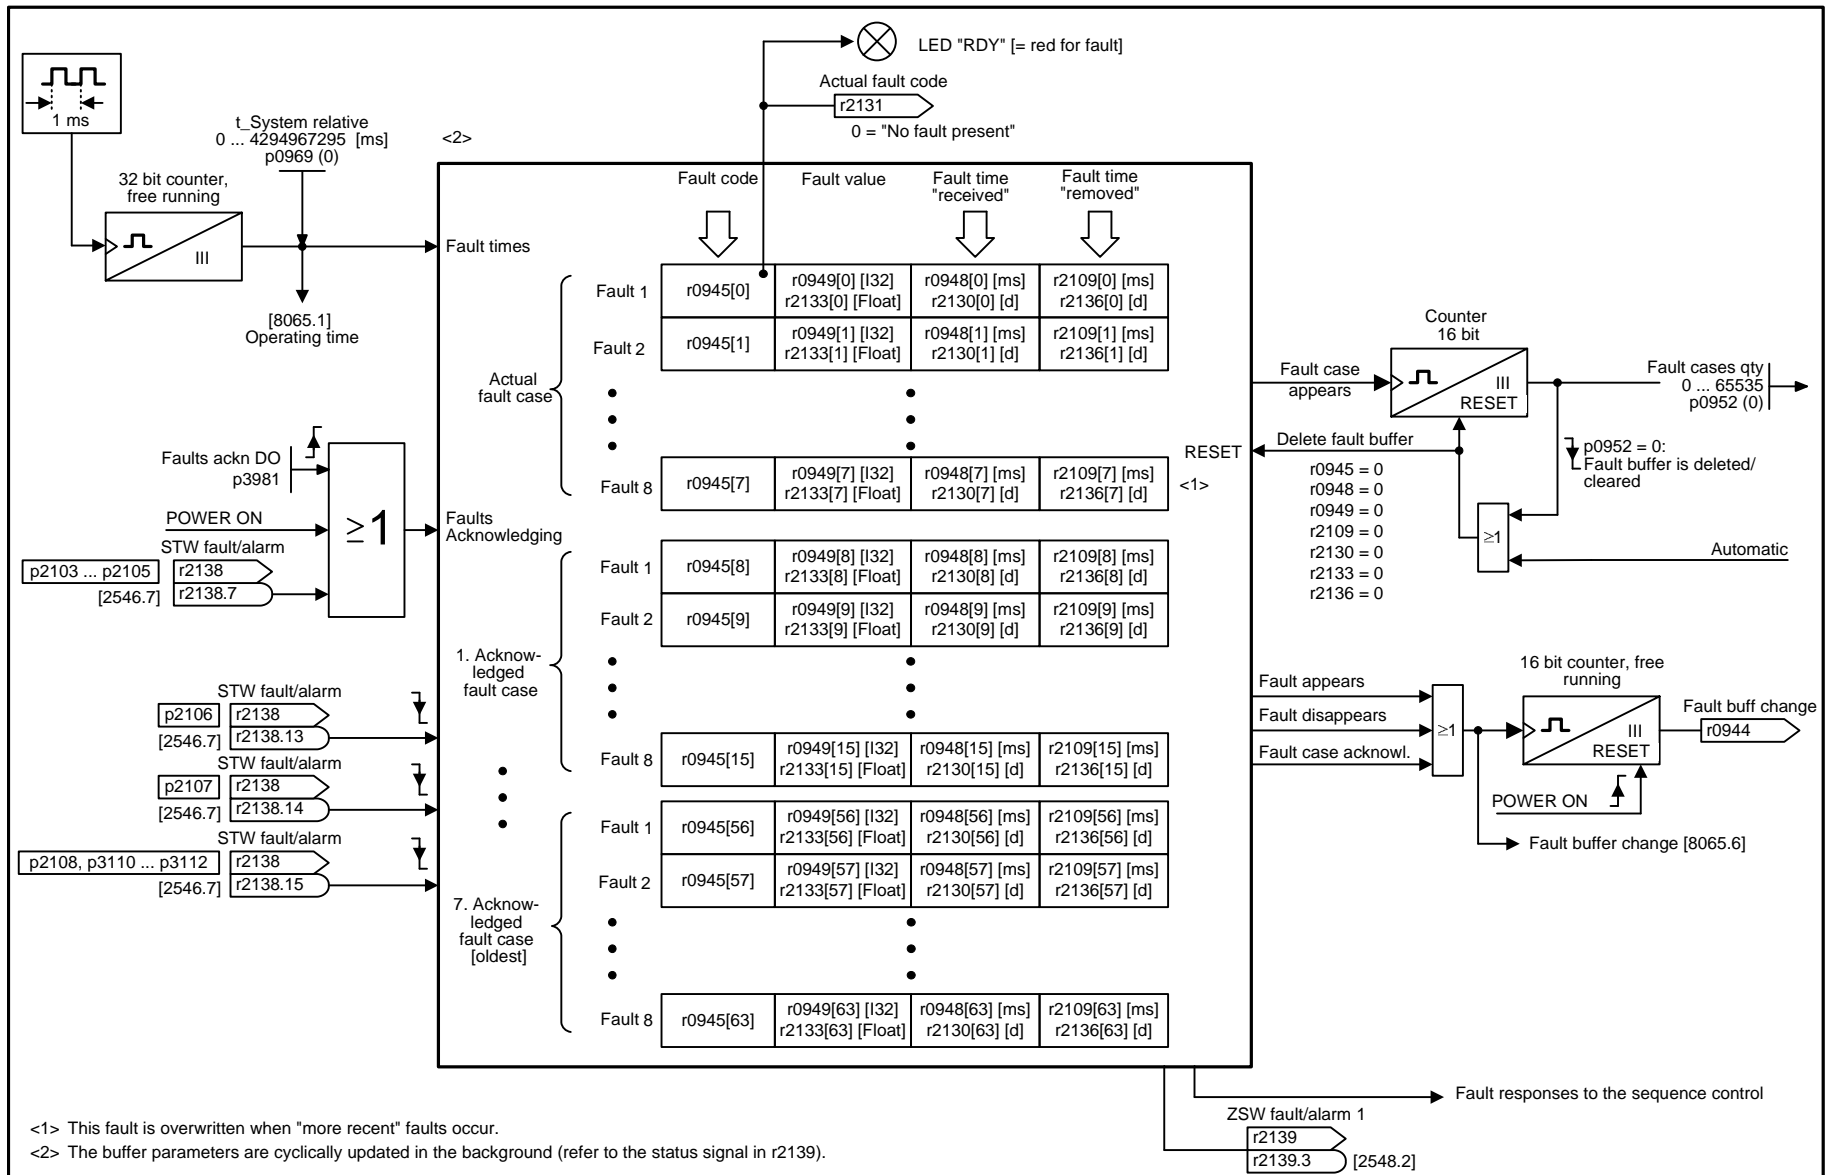 LED "RDY" [= red for fault]
Actual fault code
r2131
0 = "No fault present"
1 ms
t_System relative
0 ... 4294967295 [ms]
p0969 (0)
<2>
32 bit counter,
free running
III
[8065.1]
Operating time
Fault times
Fault code
Fault value
Fault time
"received"
Fault time
"removed"
Actual
fault case
Fault 1
r0945[0]
r0949[0] [I32]
r2133[0] [Float]
r0948[0] [ms]
r2130[0] [d]
r2109[0] [ms]
r2136[0] [d]
Fault 2
r0945[1]
r0949[1] [I32]
r2133[1] [Float]
r0948[1] [ms]
r2130[1] [d]
r2109[1] [ms]
r2136[1] [d]
Fault 8
r0945[7]
r0949[7] [I32]
r2133[7] [Float]
r0948[7] [ms]
r2130[7] [d]
r2109[7] [ms]
r2136[7] [d]
<1>
Faults ackn DO
p3981
POWER ON
STW fault/alarm
p2103 ... p2105
r2138
[2546.7]
r2138.7
≥1
Faults
Acknowledging
1. Acknow-
ledged
fault case
Fault 1
r0945[8]
r0949[8] [I32]
r2133[8] [Float]
r0948[8] [ms]
r2130[8] [d]
r2109[8] [ms]
r2136[8] [d]
Fault 2
r0945[9]
r0949[9] [I32]
r2133[9] [Float]
r0948[9] [ms]
r2130[9] [d]
r2109[9] [ms]
r2136[9] [d]
Fault 8
r0945[15]
r0949[15] [I32]
r2133[15] [Float]
r0948[15] [ms]
r2130[15] [d]
r2109[15] [ms]
r2136[15] [d]
STW fault/alarm
p2106
r2138
[2546.7]
r2138.13
STW fault/alarm
p2107
r2138
[2546.7]
r2138.14
STW fault/alarm
p2108, p3110 ... p3112
r2138
[2546.7]
r2138.15
7. Acknow-
ledged
fault case
[oldest]
Fault 1
r0945[56]
r0949[56] [I32]
r2133[56] [Float]
r0948[56] [ms]
r2130[56] [d]
r2109[56] [ms]
r2136[56] [d]
Fault 2
r0945[57]
r0949[57] [I32]
r2133[57] [Float]
r0948[57] [ms]
r2130[57] [d]
r2109[57] [ms]
r2136[57] [d]
Fault 8
r0945[63]
r0949[63] [I32]
r2133[63] [Float]
r0948[63] [ms]
r2130[63] [d]
r2109[63] [ms]
r2136[63] [d]
Counter
16 bit
Fault case
appears
III
RESET
Fault cases qty
0 ... 65535
p0952 (0)
RESET
Delete fault buffer
r0945 = 0
r0948 = 0
r0949 = 0
r2109 = 0
r2130 = 0
r2133 = 0
r2136 = 0
p0952 = 0:
Fault buffer is deleted/
cleared
≥1
Automatic
Fault appears
Fault disappears
Fault case acknowl.
≥1
16 bit counter, free
running
III
RESET
POWER ON
Fault buff change
r0944
Fault buffer change [8065.6]
Fault responses to the sequence control
ZSW fault/alarm 1
r2139
r2139.3
[2548.2]
<1> This fault is overwritten when "more recent" faults occur.
<2> The buffer parameters are cyclically updated in the background (refer to the status signal in r2139).